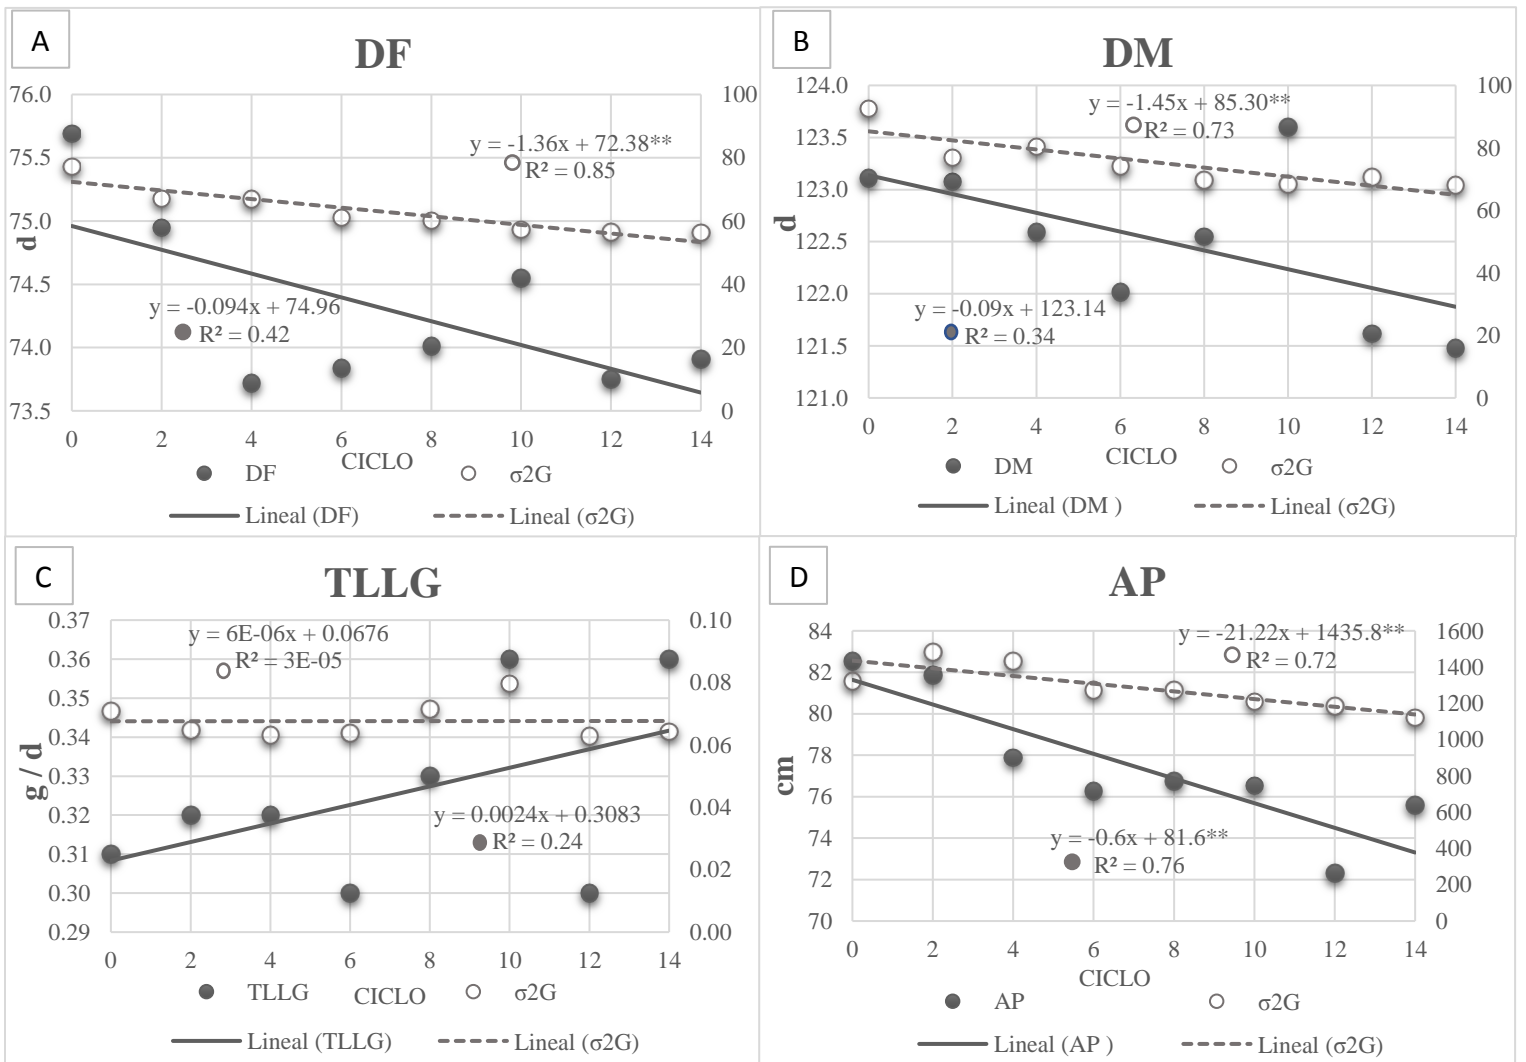 A
DF
76.0
75.5
75.0
74.5
74.0
73.5
d
100
80
60
40
20
0
y = -1.36x + 72.38**
R² = 0.85
y = -0.094x + 74.96
R² = 0.42
0 2 4 6 8 10 12 14
CICLO
DF σ2G
Lineal (DF) Lineal (σ2G)
B
DM
124.0
123.5
123.0
122.5
122.0
121.5
121.0
d
100
80
60
40
20
0
y = -1.45x + 85.30**
R² = 0.73
y = -0.09x + 123.14
R² = 0.34
0 2 4 6 8 10 12 14
CICLO
DM σ2G
Lineal (DM ) Lineal (σ2G)
C
TLLG
0.37
0.36
0.35
0.34
0.33
0.32
0.31
0.30
0.29
g / d
0.10
0.08
0.06
0.04
0.02
0.00
y = 6E-06x + 0.0676
R² = 3E-05
y = 0.0024x + 0.3083
R² = 0.24
0 2 4 6 8 10 12 14
CICLO
TLLG σ2G
Lineal (TLLG) Lineal (σ2G)
D
AP
84
82
80
78
76
74
72
70
cm
1600
1400
1200
1000
800
600
400
200
0
y = -21.22x + 1435.8**
R² = 0.72
y = -0.6x + 81.6**
R² = 0.76
0 2 4 6 8 10 12 14
CICLO
AP σ2G
Lineal (AP ) Lineal (σ2G)